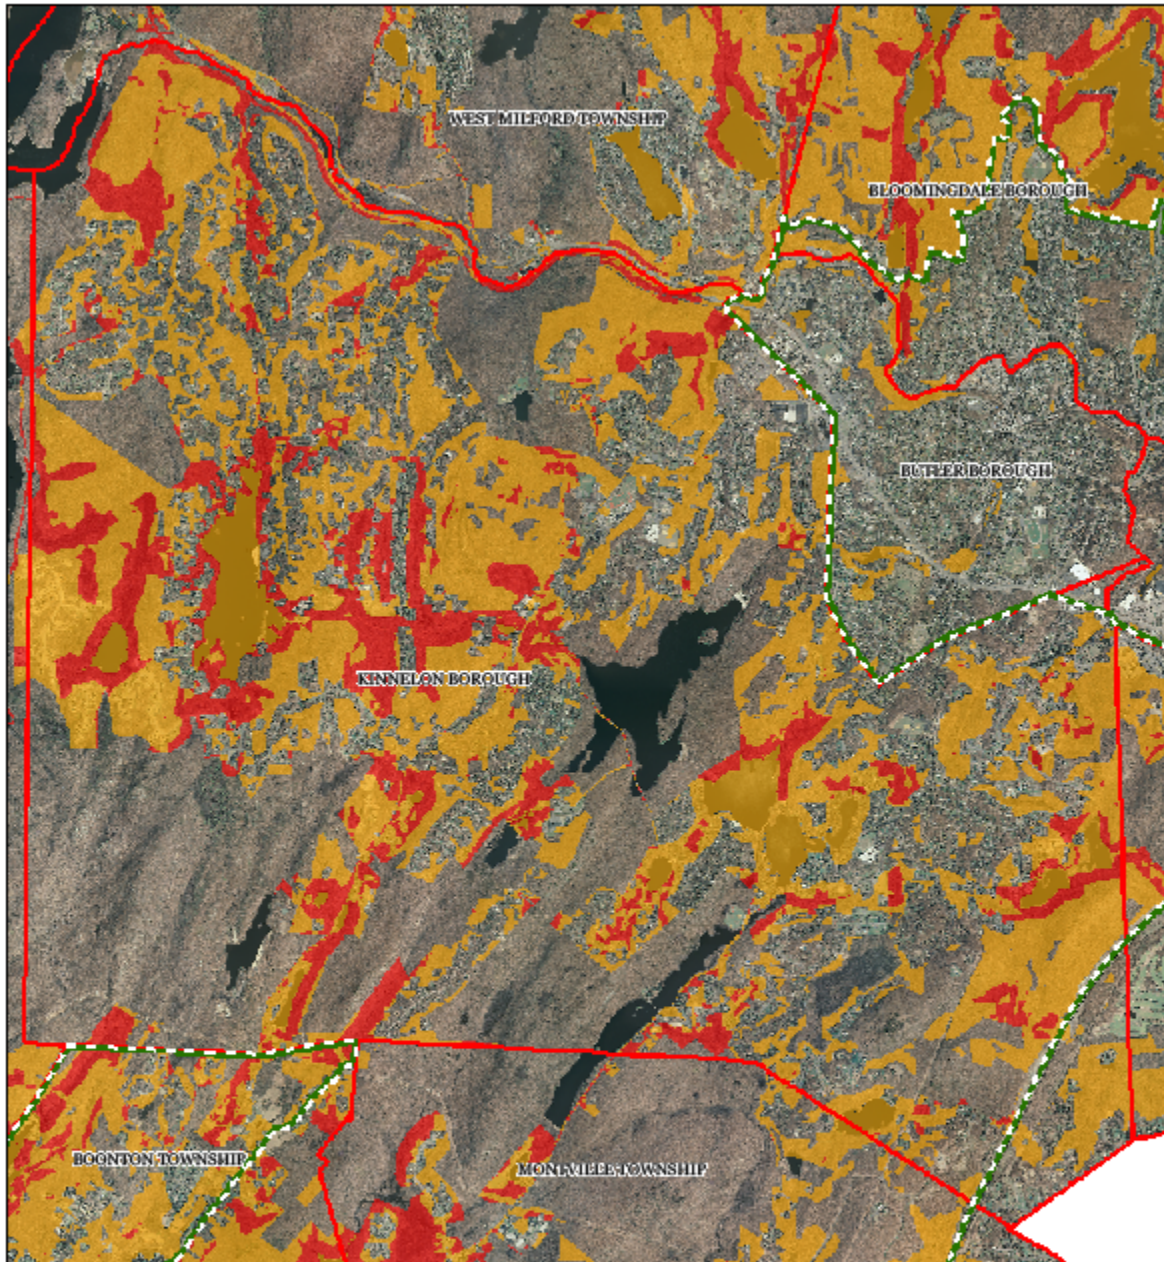 WEST MILFORD TOWNSHIP
BLOOMINGDALE BOROUGH
BUTLER BOROUGH
KINNELON BOROUGH
BOONTON TOWNSHIP
MONTVILLE TOWNSHIP